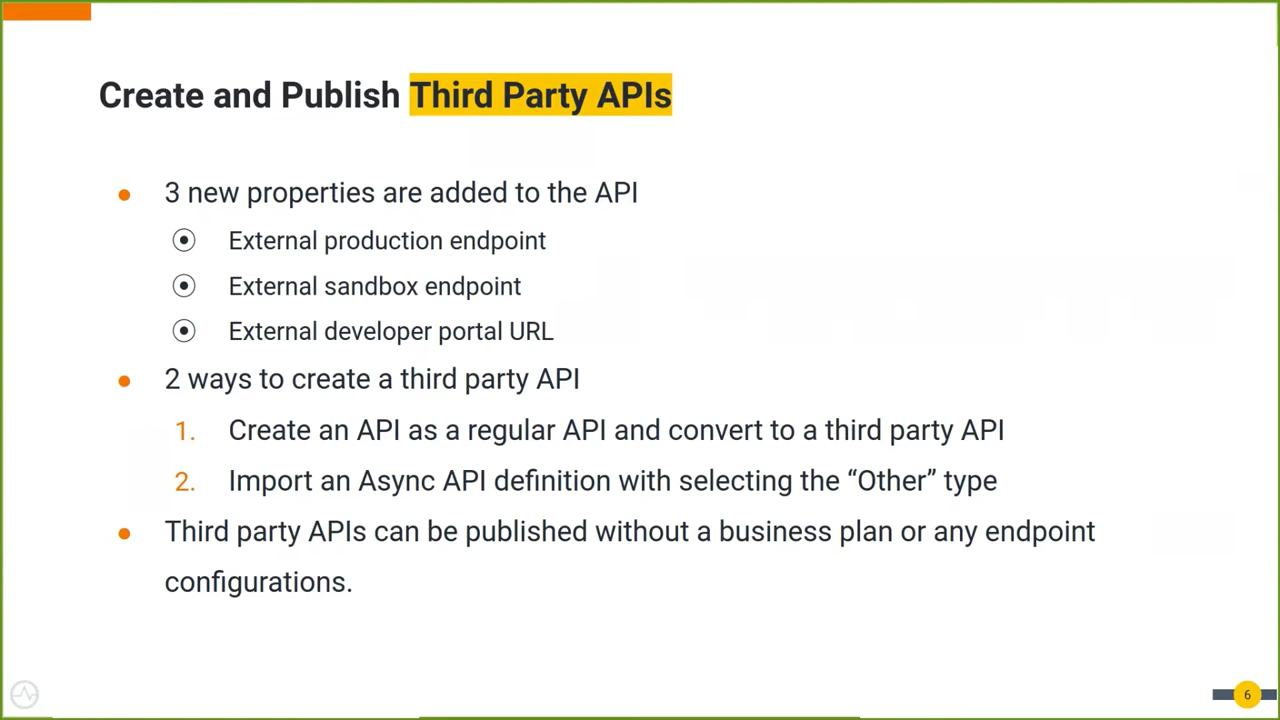 Create and Publish Third Party APIs
● 3 new properties are added to the API
External production endpoint
External sandbox endpoint
External developer portal URL
● 2 ways to create a third party API
1. Create an API as a regular API and convert to a third party API
2. Import an Async API definition with selecting the “Other” type
● Third party APIs can be published without a business plan or any endpoint
configurations.
6